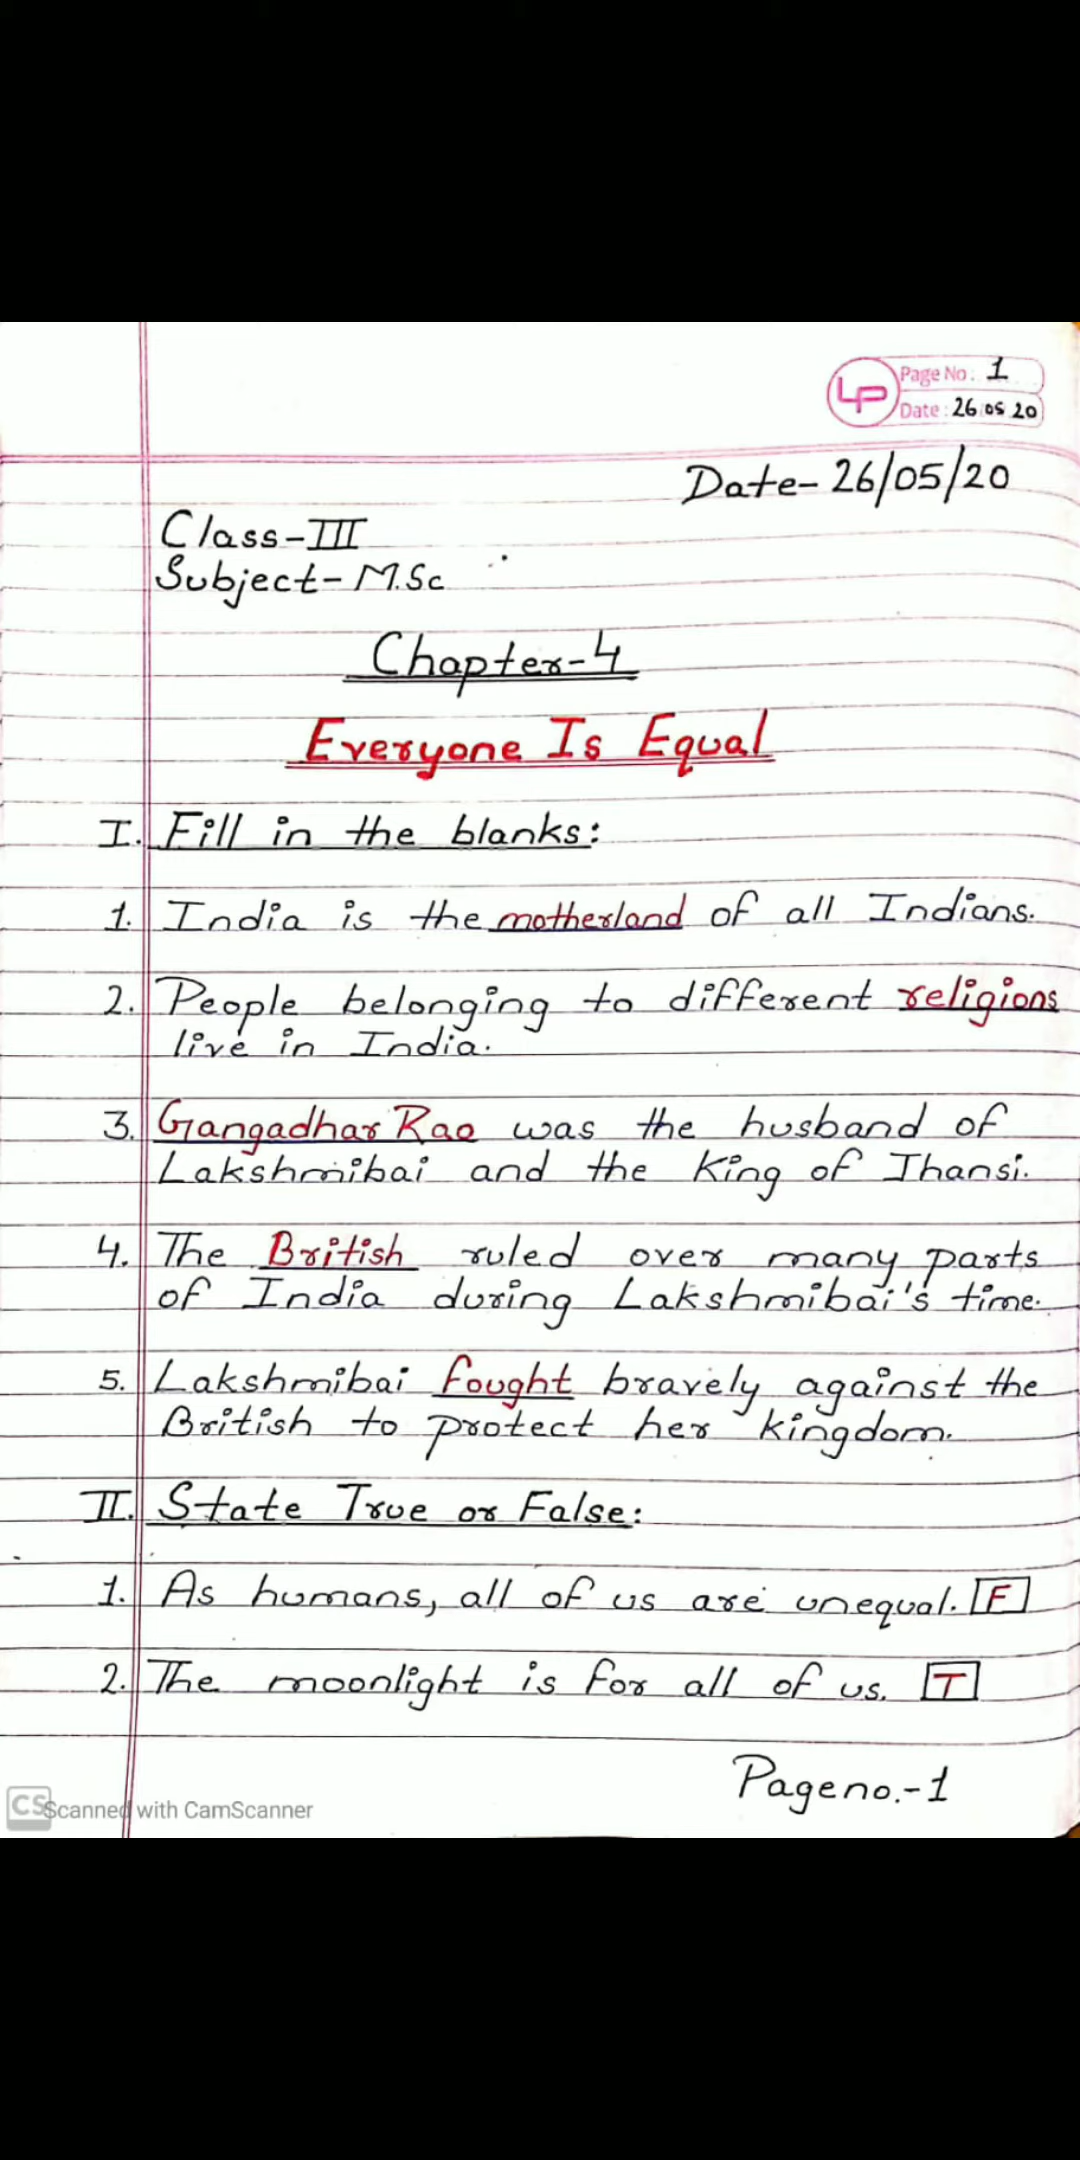 LP
Page No: 1
Date: 26 05 20
Date- 26/05/20
Class-III
Subject- M.Sc
Chapter-4
Everyone Is Equal
I. Fill in the blanks:
1. India is the motherland of all Indians.
2. People belonging to different religions
live in India.
3. Gangadhar Rao was the husband of
Lakshmibai and the King of Jhansi.
4. The British ruled over many parts
of India during Lakshmibai's time.
5. Lakshmibai fought bravely against the
British to protect her kingdom.
II. State True or False:
1. As humans, all of us are unequal. F
2. The moonlight is for all of us. T
Page no.-1
CS Scanned with CamScanner